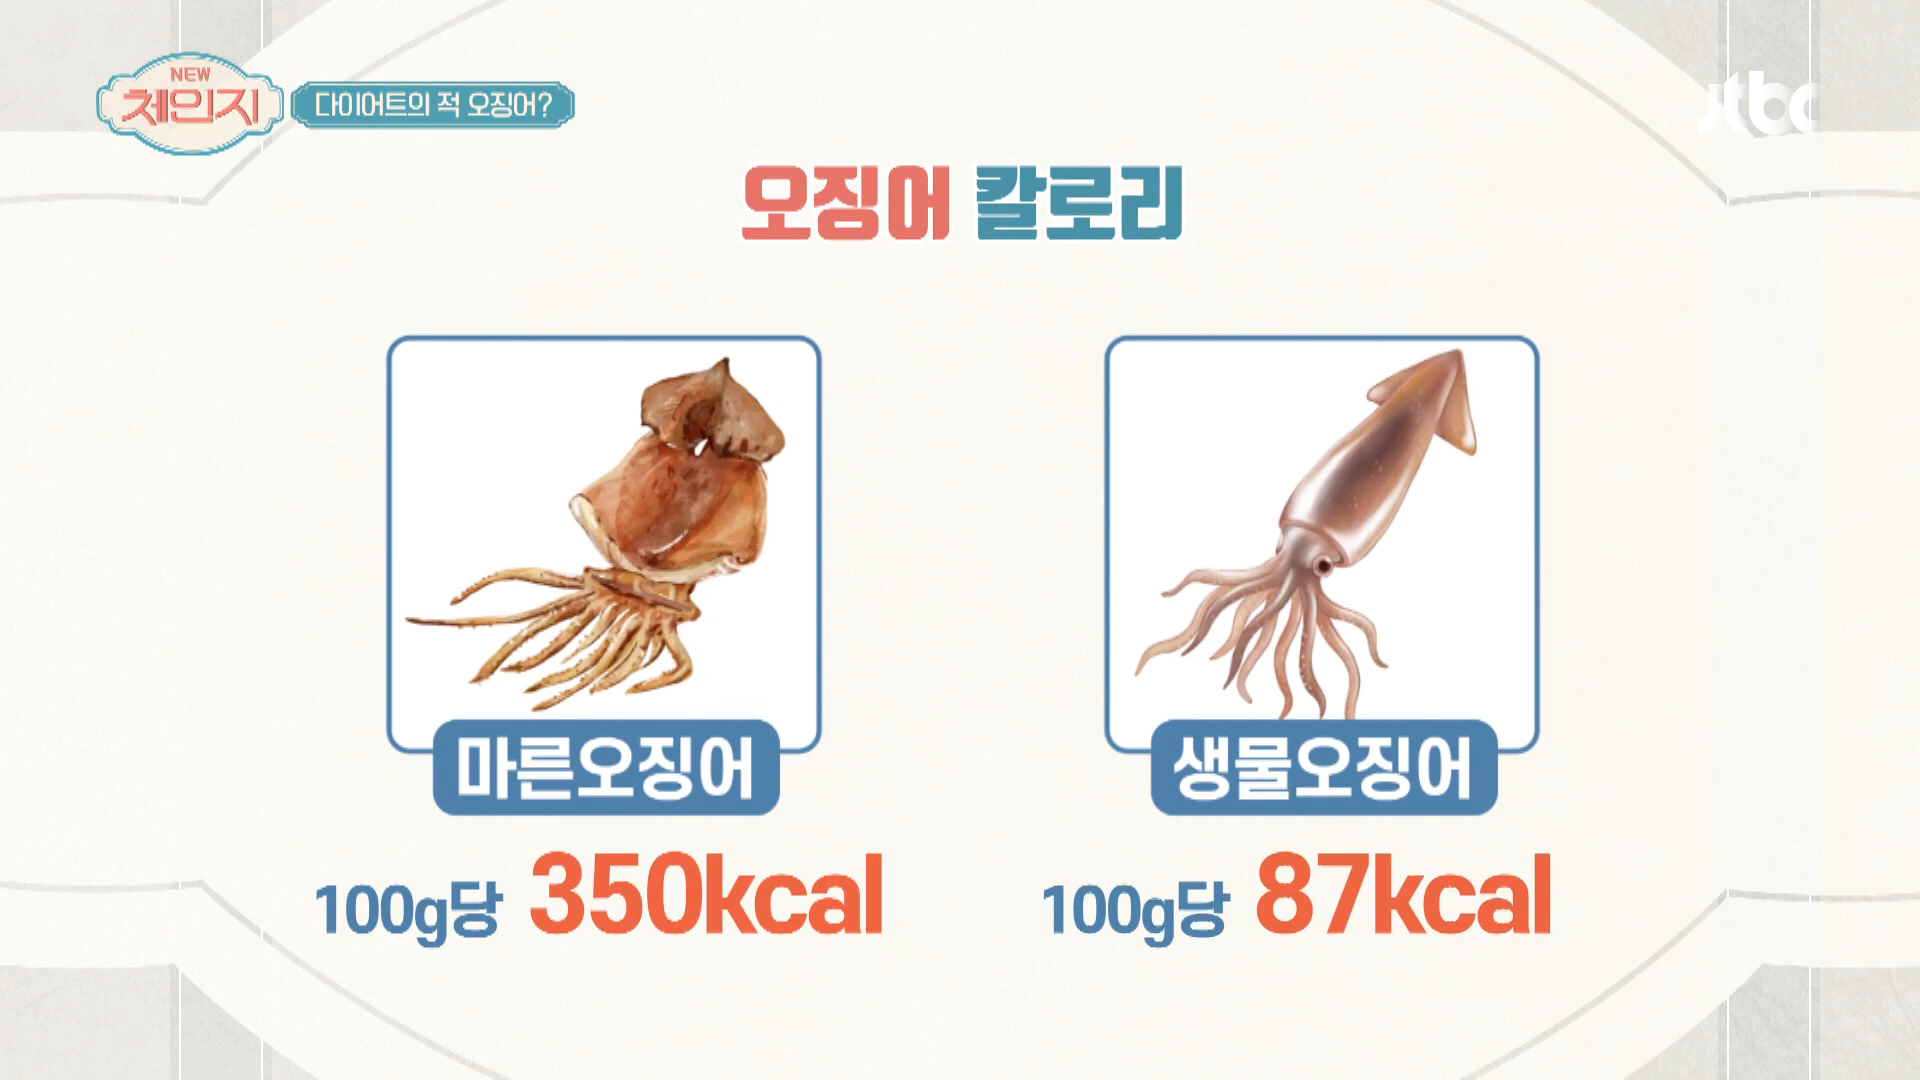 NEW
체인지
다이어트의 적 오징어?
jtbc
오징어 칼로리
마른오징어
생물오징어
100g당 350kcal
100g당 87kcal